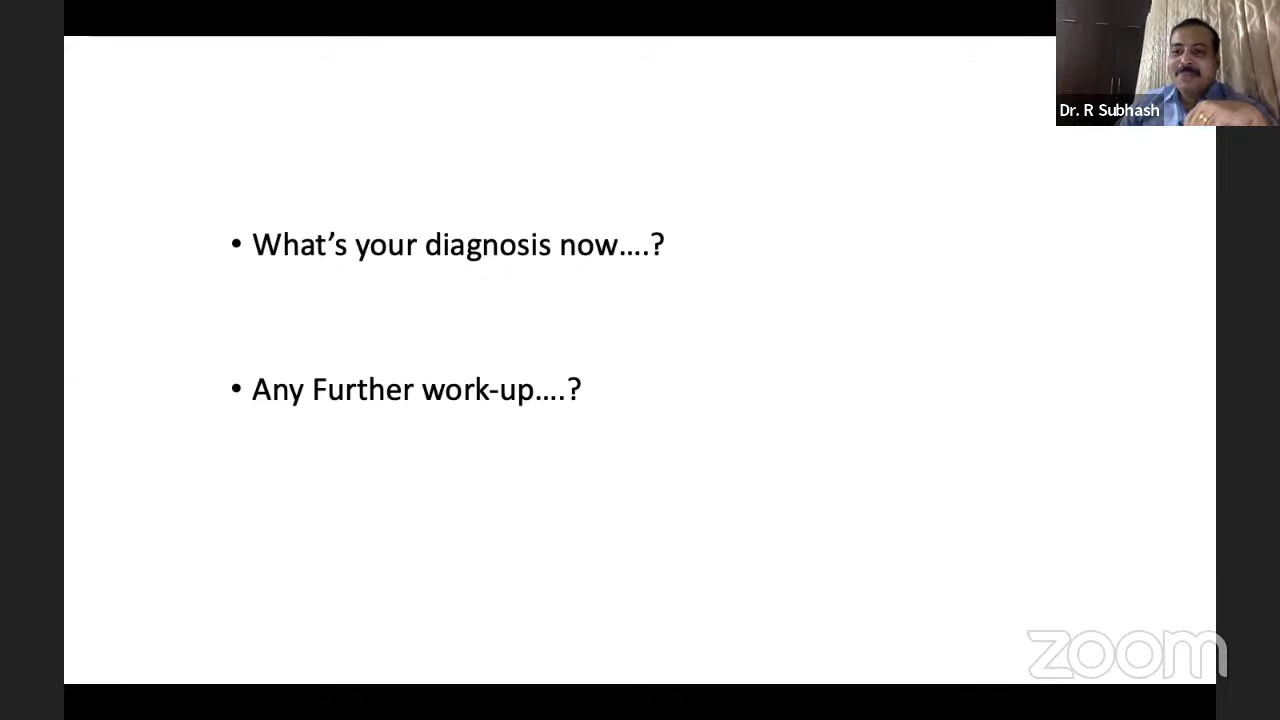 Dr. R Subhash
• What’s your diagnosis now….?
• Any Further work-up….?
zoom